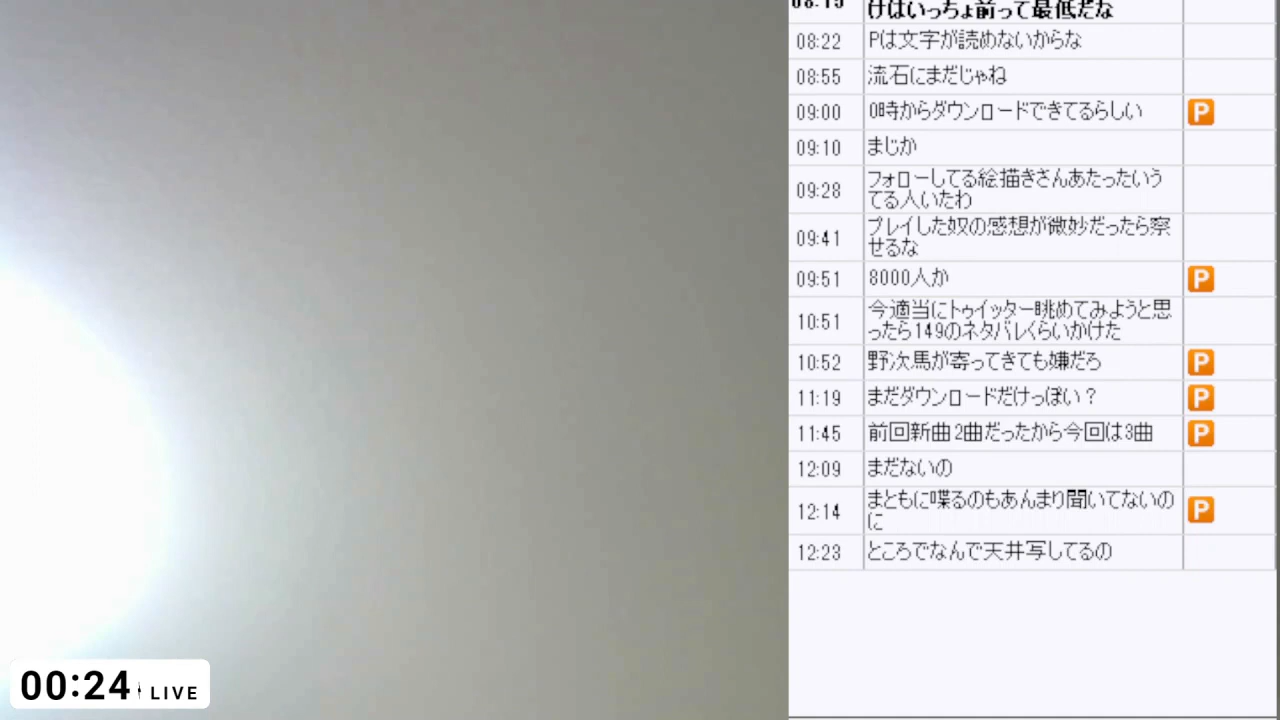 08:19
けはいっちょ前って最低だな
08:22 Pは文字が読めないからな
08:55 流石にまだじゃね
09:00 0時からダウンロードできてるらしい P
09:10 まじか
09:28 フォローしてる絵描きさんあたったいう
てる人いたわ
09:41 プレイした奴の感想が微妙だったら察
せるな
09:51 8000人か P
10:51 今適当にトゥイッター眺めてみようと思
ったら149のネタバレくらいかけた
10:52 野次馬が寄ってきても嫌だろ P
11:19 まだダウンロードだけっぽい? P
11:45 前回新曲2曲だったから今回は3曲 P
12:09 まだないの
12:14 まともに喋るのもあんまり聞いてないの
に P
12:23 ところでなんで天井写してるの
00:24 LIVE